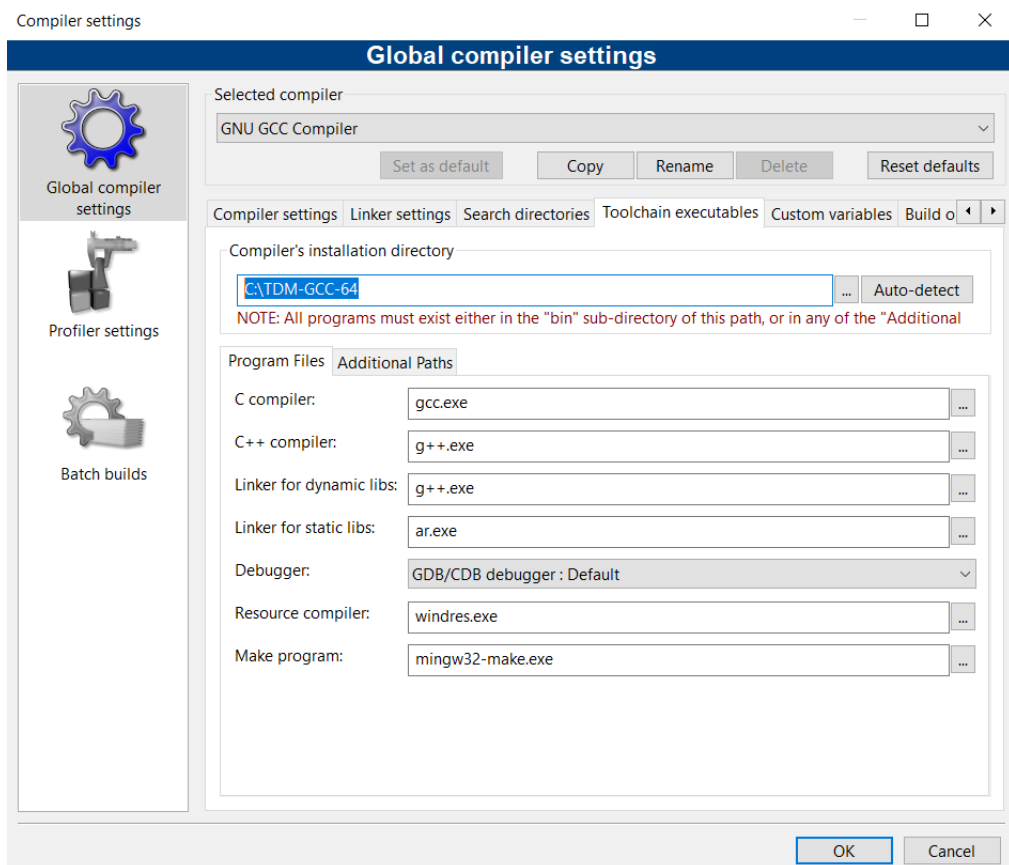 Compiler settings
Global compiler settings
Global compiler
settings
Profiler settings
Batch builds
Selected compiler
GNU GCC Compiler
Set as default
Copy
Rename
Delete
Reset defaults
Compiler settings
Linker settings
Search directories
Toolchain executables
Custom variables
Build o
Compiler's installation directory
C:\TDM-GCC-64
...
Auto-detect
NOTE: All programs must exist either in the "bin" sub-directory of this path, or in any of the "Additional
Program Files
Additional Paths
C compiler:
gcc.exe
...
C++ compiler:
g++.exe
...
Linker for dynamic libs:
g++.exe
...
Linker for static libs:
ar.exe
...
Debugger:
GDB/CDB debugger : Default
Resource compiler:
windres.exe
...
Make program:
mingw32-make.exe
...
OK
Cancel